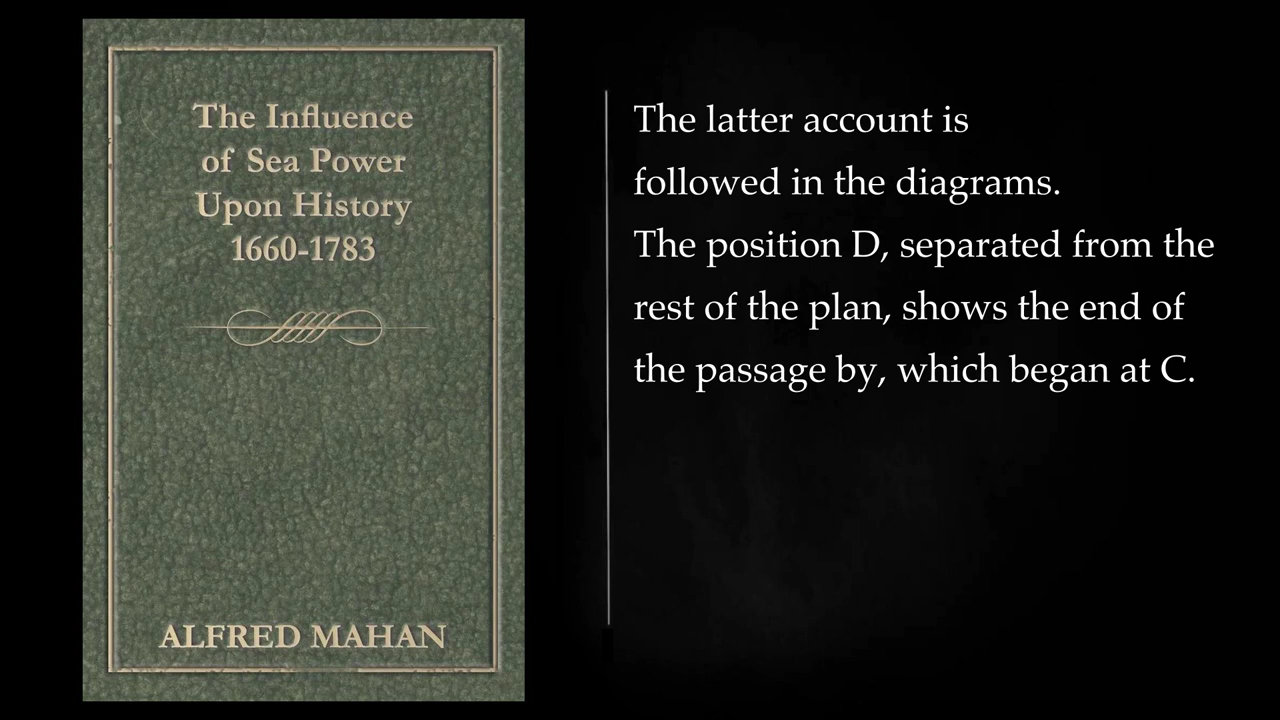 The Influence
of Sea Power
Upon History
1660-1783
ALFRED MAHAN
The latter account is
followed in the diagrams.
The position D, separated from the
rest of the plan, shows the end of
the passage by, which began at C.